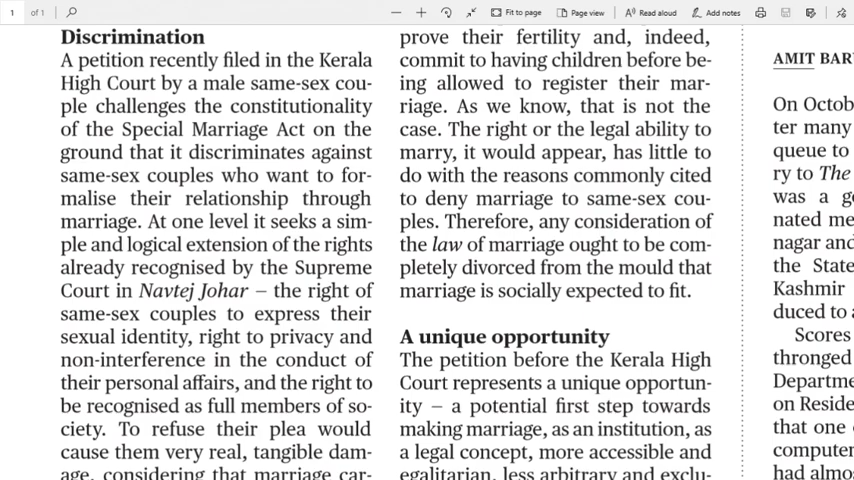 1 of 1 Fit to page Page view Read aloud Add notes
Discrimination
A petition recently filed in the Kerala
High Court by a male same-sex cou-
ple challenges the constitutionality
of the Special Marriage Act on the
ground that it discriminates against
same-sex couples who want to for-
malise their relationship through
marriage. At one level it seeks a sim-
ple and logical extension of the rights
already recognised by the Supreme
Court in Navtej Johar – the right of
same-sex couples to express their
sexual identity, right to privacy and
non-interference in the conduct of
their personal affairs, and the right to
be recognised as full members of so-
ciety. To refuse their plea would
cause them very real, tangible dam-
age, considering that marriage car-
prove their fertility and, indeed,
commit to having children before be-
ing allowed to register their mar-
riage. As we know, that is not the
case. The right or the legal ability to
marry, it would appear, has little to
do with the reasons commonly cited
to deny marriage to same-sex cou-
ples. Therefore, any consideration of
the law of marriage ought to be com-
pletely divorced from the mould that
marriage is socially expected to fit.
A unique opportunity
The petition before the Kerala High
Court represents a unique opportun-
ity – a potential first step towards
making marriage, as an institution, as
a legal concept, more accessible and
egalitarian, less arbitrary and exclu-
AMIT BAR
On Octob
ter many
queue to
ry to The
was a g
nated me
nagar and
the State
Kashmir
duced to a
Scores
thronged
Departme
on Reside
that one
computer
had almo